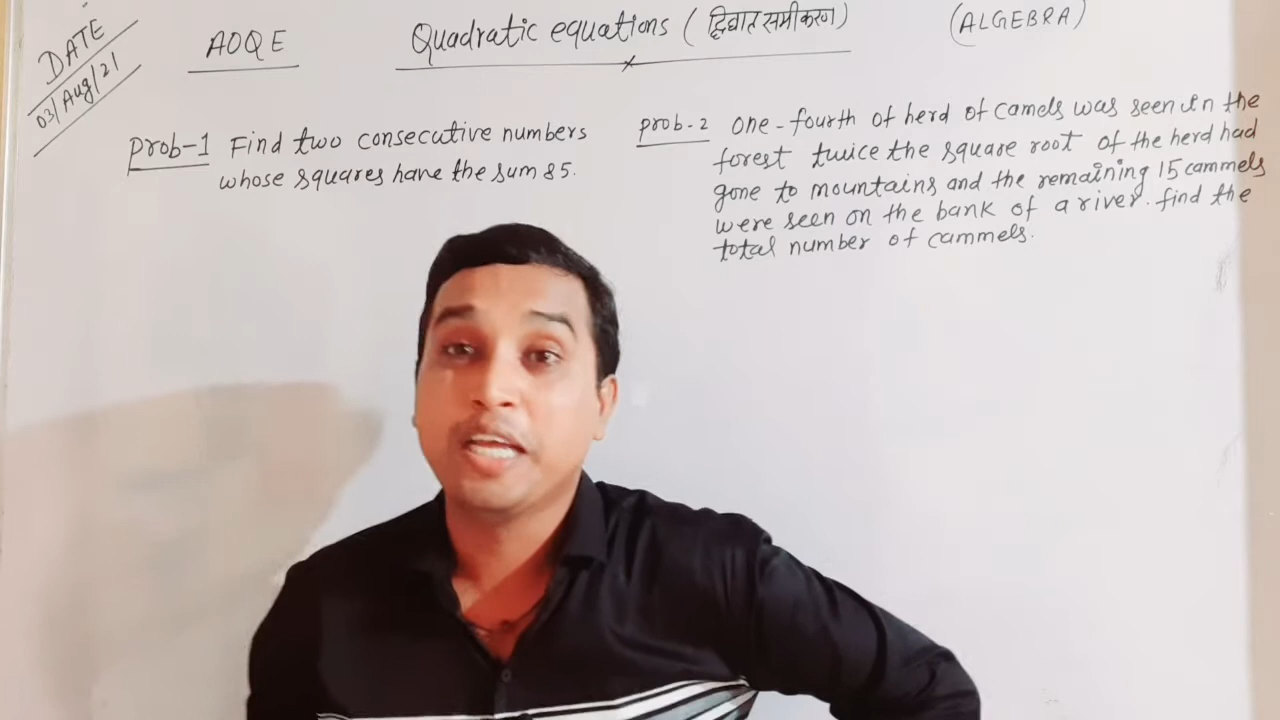 DATE
03/Aug/21
AOQE
Quadratic equations (द्विघात समीकरण)
(ALGEBRA)
Prob-1 Find two consecutive numbers
whose squares have the sum 85.
Prob-2 One-fourth of herd of camels was seen in the
forest twice the square root of the herd had
gone to mountains and the remaining 15 cammels
were seen on the bank of a river. find the
total number of cammels.